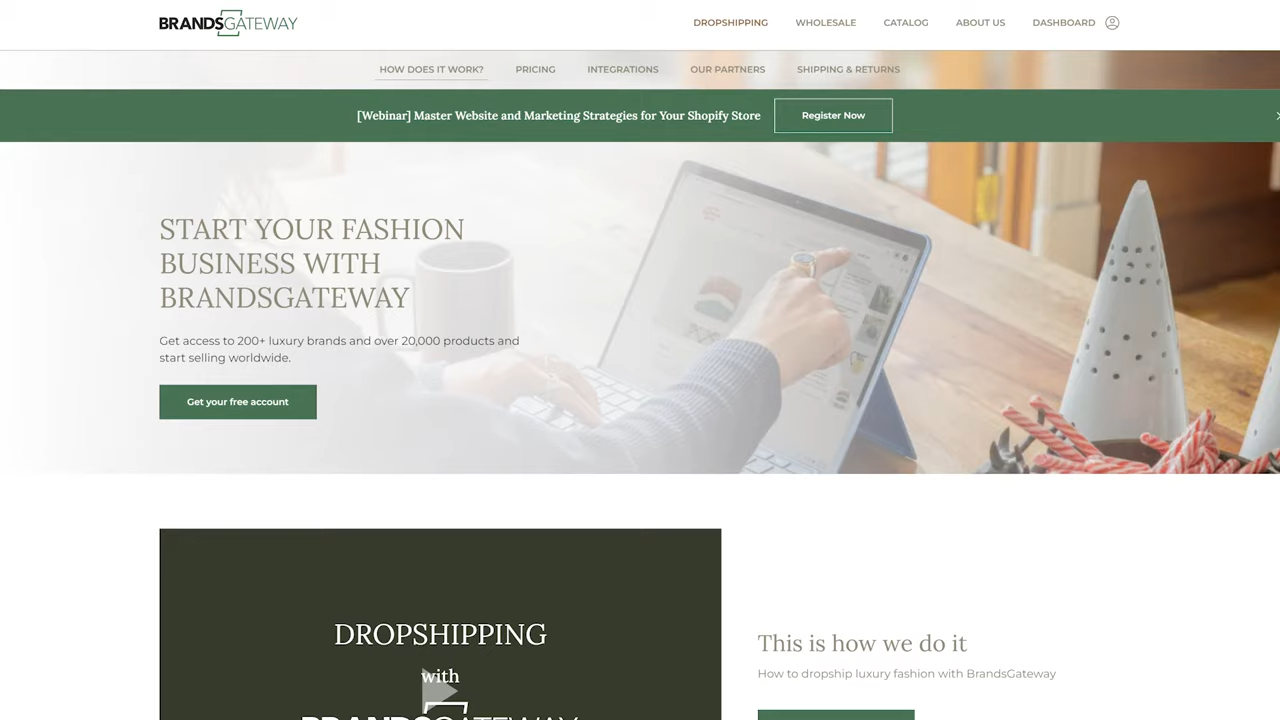 BRANDSGATEWAY
DROPSHIPPING
WHOLESALE
CATALOG
ABOUT US
DASHBOARD
HOW DOES IT WORK?
PRICING
INTEGRATIONS
OUR PARTNERS
SHIPPING & RETURNS
[Webinar] Master Website and Marketing Strategies for Your Shopify Store
Register Now
START YOUR FASHION
BUSINESS WITH
BRANDSGATEWAY
Get access to 200+ luxury brands and over 20,000 products and
start selling worldwide.
Get your free account
DROPSHIPPING
with
BRANDSGATEWAY
This is how we do it
How to dropship luxury fashion with BrandsGateway